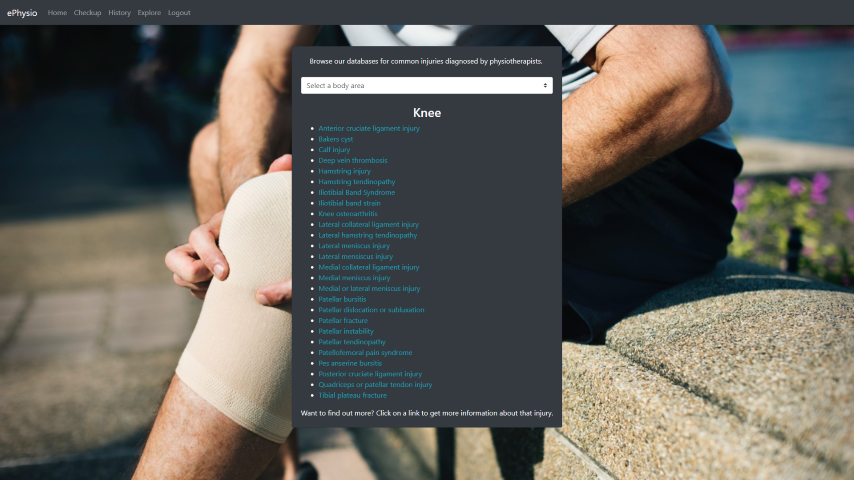 ePhysio Home Checkup History Explore Logout
Browse our databases for common injuries diagnosed by physiotherapists.
Select a body area
Knee
Anterior cruciate ligament injury
Bakers cyst
Calf injury
Deep vein thrombosis
Hamstring injury
Hamstring tendinopathy
Iliotibial Band Syndrome
Iliotibial band strain
Knee osteoarthritis
Lateral collateral ligament injury
Lateral hamstring tendinopathy
Lateral meniscus injury
Lateral mensiscus injury
Medial collateral ligament injury
Medial meniscus injury
Medial or lateral meniscus injury
Patellar bursitis
Patellar dislocation or subluxation
Patellar fracture
Patellar instability
Patellar tendinopathy
Patellofemoral pain syndrome
Pes anserine bursitis
Posterior cruciate ligament injury
Quadriceps or patellar tendon injury
Tibial plateau fracture
Want to find out more? Click on a link to get more information about that injury.